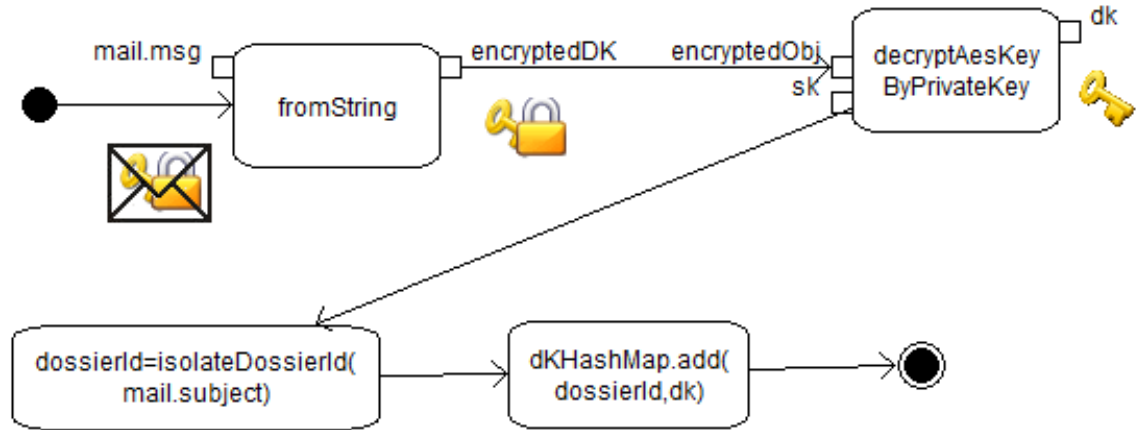 mail.msg
fromString
encryptedDK
encryptedObj
sk
decryptAesKey
ByPrivateKey
dk
dossierId=isolateDossierId(
mail.subject)
dKHashMap.add(
dossierId,dk)